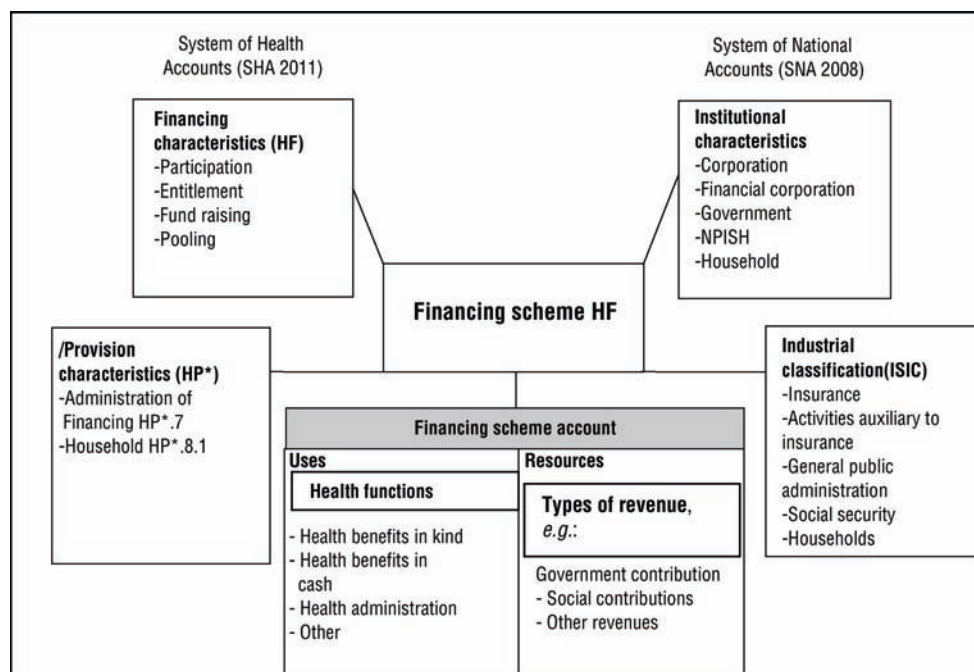 System of Health
Accounts (SHA 2011)
System of National
Accounts (SNA 2008)
Financing
characteristics (HF)
-Participation
-Entitlement
-Fund raising
-Pooling
Institutional
characteristics
-Corporation
-Financial corporation
-Government
-NPISH
-Household
Financing scheme HF
/Provision
characteristics (HP*)
-Administration of
Financing HP*.7
-Household HP*.8.1
Industrial
classification(ISIC)
-Insurance
-Activities auxiliary to
insurance
-General public
administration
-Social security
-Households
Financing scheme account
Uses
Health functions
- Health benefits in kind
- Health benefits in
cash
- Health administration
- Other
Resources
Types of revenue,
e.g.:
Government contribution
- Social contributions
- Other revenues